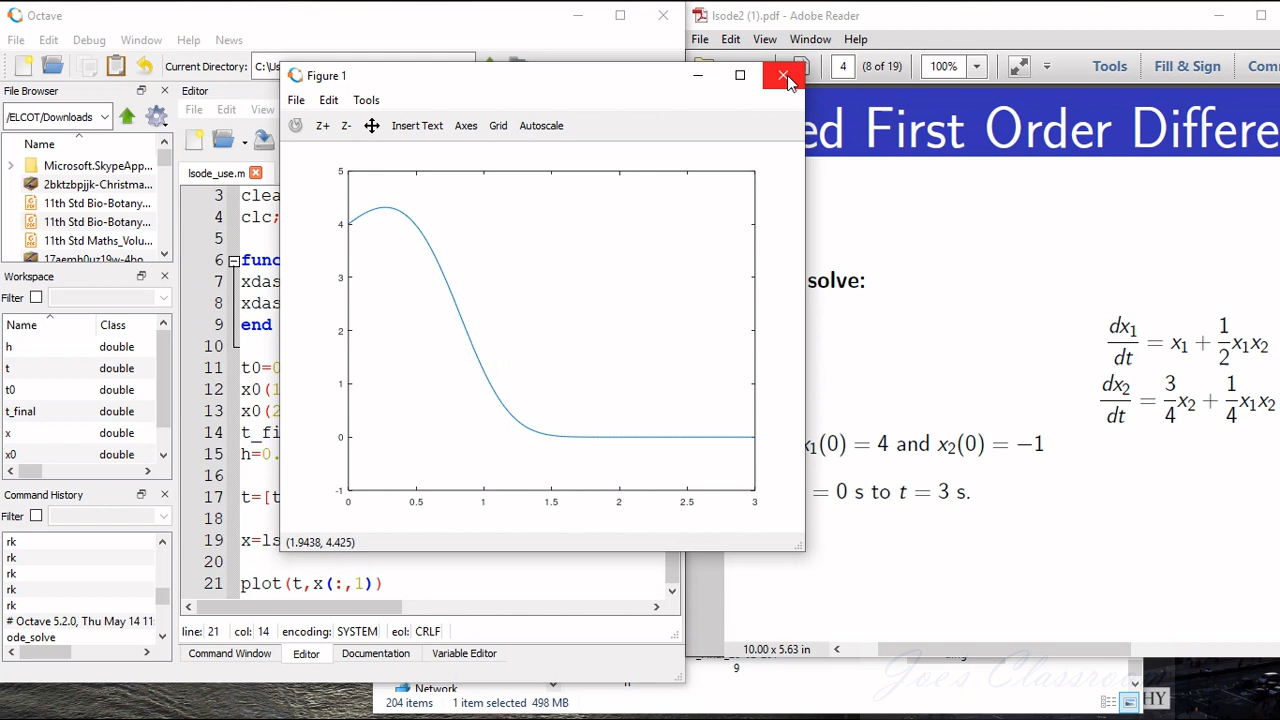 Octave
File Edit Debug Window Help News
Current Directory: C:\Us
File Browser
/ELCOT/Downloads
Name
Microsoft.SkypeApp...
2bktzbpjjk-Christma...
11th Std Bio-Botany...
11th Std Bio-Botany...
11th Std Maths_Volu...
17aemb0uz19w-4bo
Workspace
Filter
Name Class
h double
t double
t0 double
t_final double
x double
x0 double
Command History
Filter
rk
rk
rk
rk
rk
# Octave 5.2.0, Thu May 14 11:
ode_solve
Editor
File Edit View
lsode_use.m
3 clea
4 clc;
5
6 func
7 xdas
8 xdas
9 end
10
11 t0=0
12 x0(1
13 x0(2
14 t_fi
15 h=0.
16
17 t=[t
18
19 x=ls
20
21 plot(t,x(:,1))
line: 21 col: 14 encoding: SYSTEM eol: CRLF
Command Window Editor Documentation Variable Editor
Figure 1
File Edit Tools
Z+ Z- Insert Text Axes Grid Autoscale
5
4
3
2
1
0
-1
0 0.5 1 1.5 2 2.5 3
(1.9438, 4.425)
lsode2 (1).pdf - Adobe Reader
File Edit View Window Help
4 (8 of 19) 100% Tools Fill & Sign Comm
ed First Order Differe
solve:
dx₁/dt = x₁ + 1/2 x₁x₂
dx₂/dt = 3/4 x₂ + 1/4 x₁x₂
x₁(0) = 4 and x₂(0) = −1
= 0 s to t = 3 s.
10.00 x 5.63 in
9
Network
204 items 1 item selected 498 MB
Joes Classroom
HY